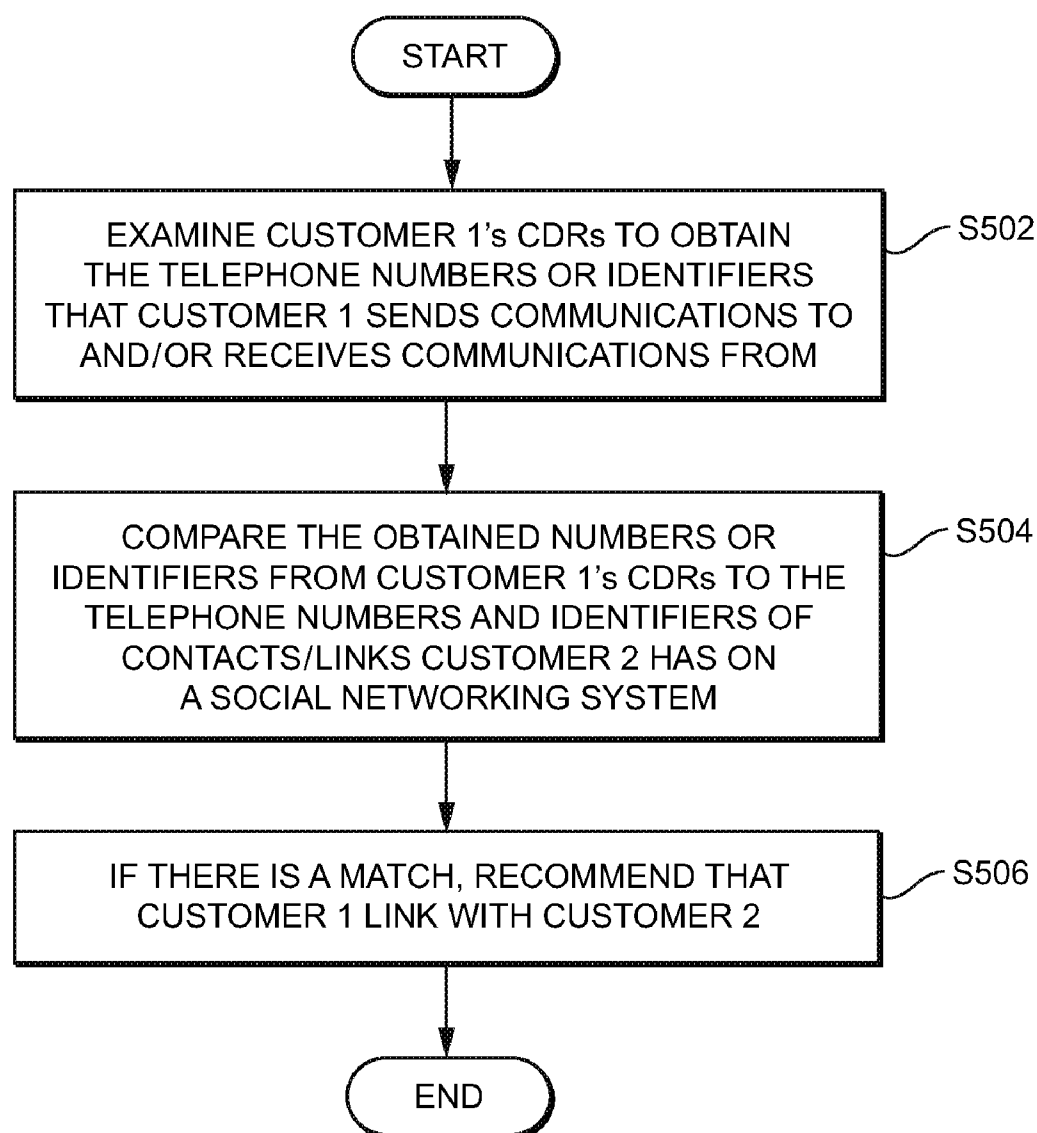 START
EXAMINE CUSTOMER 1's CDRs TO OBTAIN
THE TELEPHONE NUMBERS OR IDENTIFIERS
THAT CUSTOMER 1 SENDS COMMUNICATIONS TO
AND/OR RECEIVES COMMUNICATIONS FROM
S502
COMPARE THE OBTAINED NUMBERS OR
IDENTIFIERS FROM CUSTOMER 1's CDRs TO THE
TELEPHONE NUMBERS AND IDENTIFIERS OF
CONTACTS/LINKS CUSTOMER 2 HAS ON
A SOCIAL NETWORKING SYSTEM
S504
IF THERE IS A MATCH, RECOMMEND THAT
CUSTOMER 1 LINK WITH CUSTOMER 2
S506
END